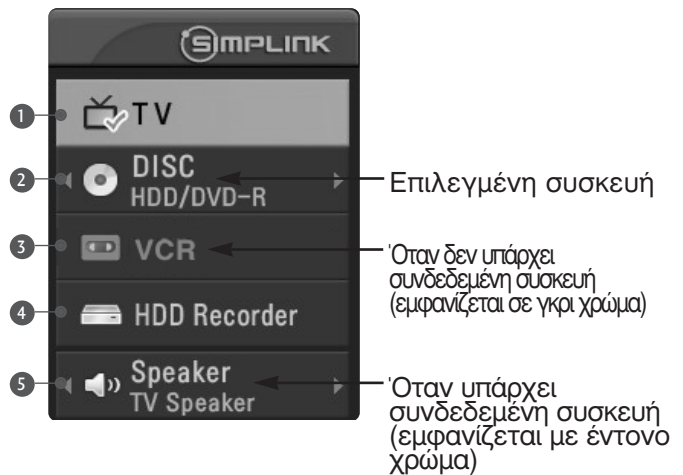 SIMPLINK
1 TV
2 DISC
HDD/DVD-R
Επιλεγμένη συσκευή
3 VCR
Όταν δεν υπάρχει
συνδεδεμένη συσκευή
(εμφανίζεται σε γκρι χρώμα)
4 HDD Recorder
5 Speaker
TV Speaker
Όταν υπάρχει
συνδεδεμένη συσκευή
(εμφανίζεται με έντονο
χρώμα)